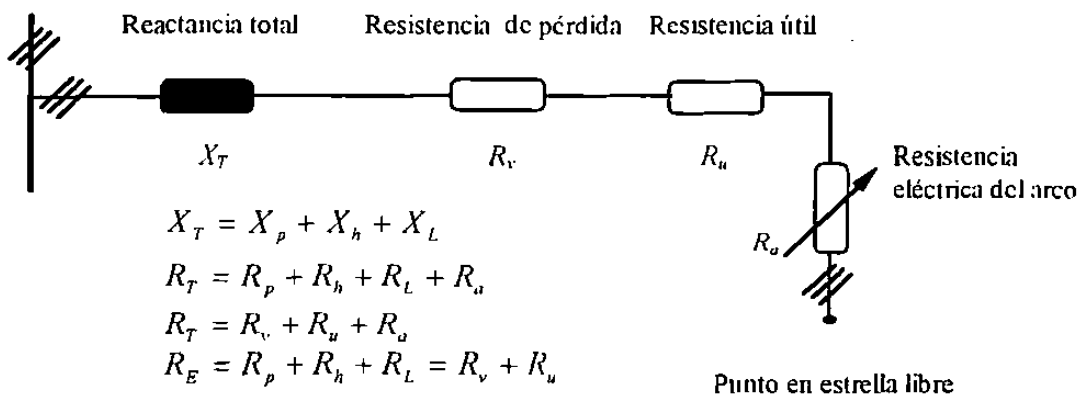 Reactancia total Resistencia de pérdida Resistencia útil
X_T R_v R_u
Resistencia
eléctrica del arco
R_a
X_T = X_p + X_h + X_L
R_T = R_p + R_h + R_L + R_a
R_T = R_v + R_u + R_a
R_E = R_p + R_h + R_L = R_v + R_u
Punto en estrella libre